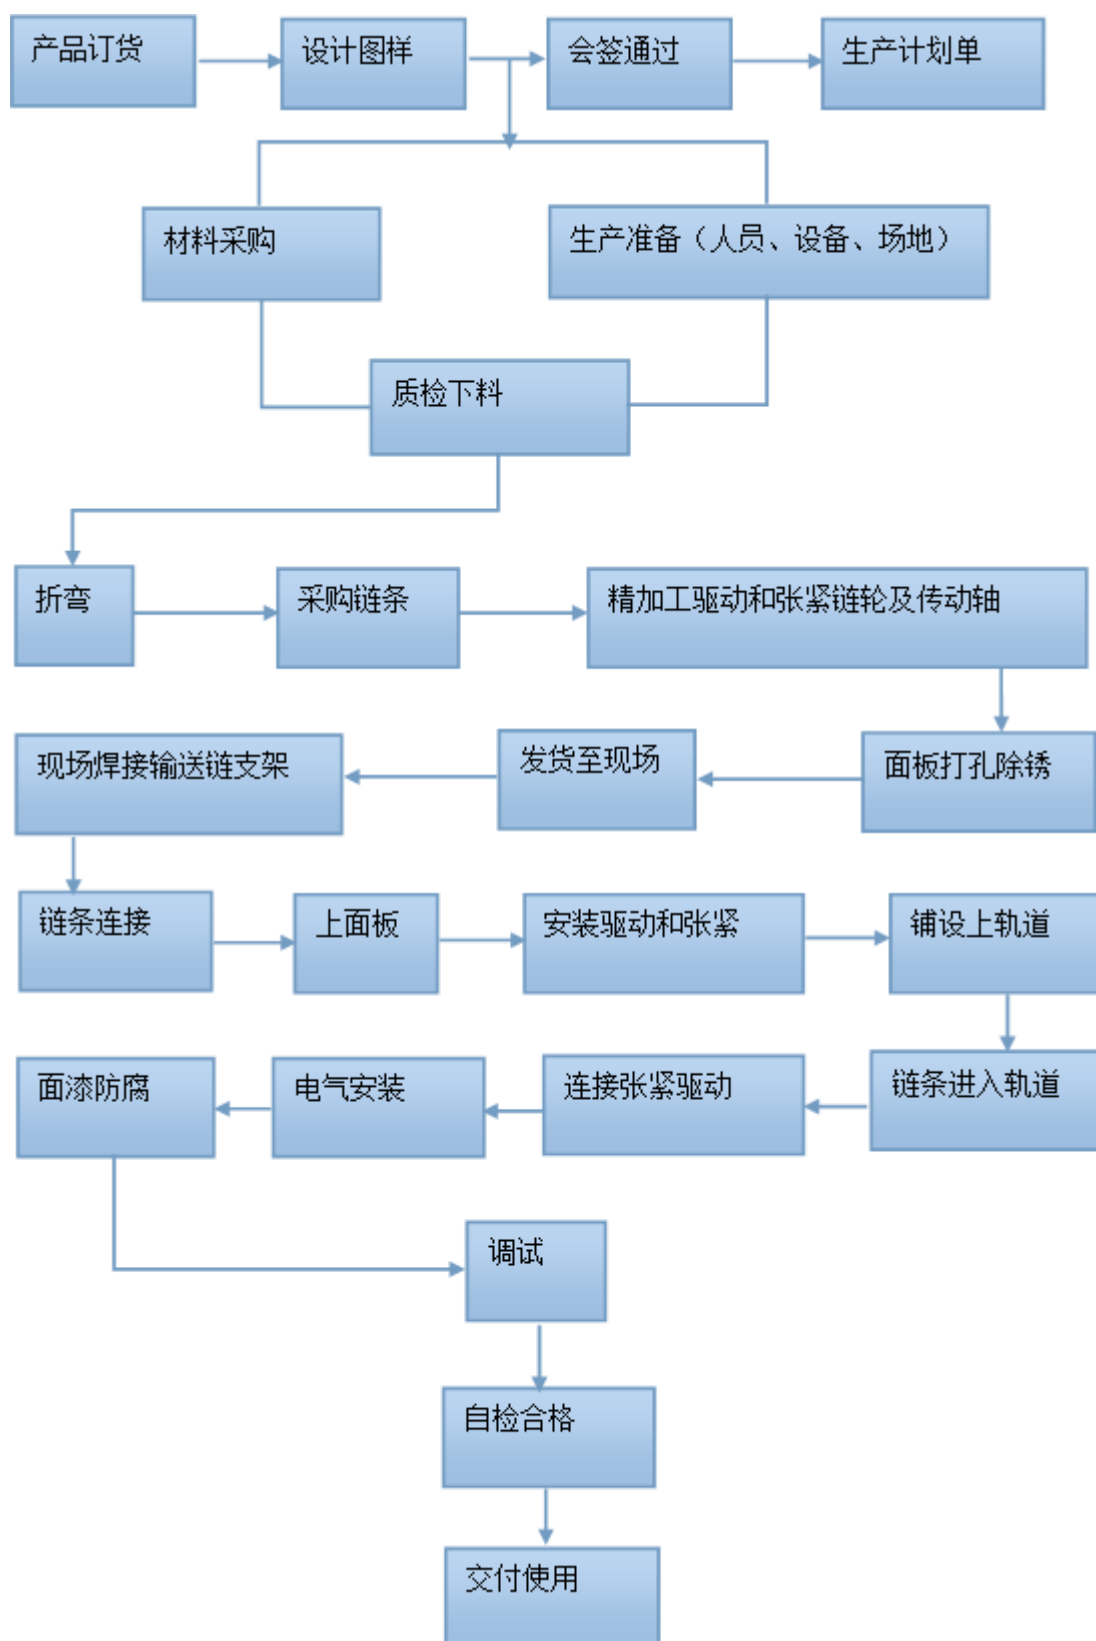 产品订货
设计图样
会签通过
生产计划单
材料采购
生产准备（人员、设备、场地）
质检下料
折弯
采购链条
精加工驱动和张紧链轮及传动轴
面板打孔除锈
发货至现场
现场焊接输送链支架
链条连接
上面板
安装驱动和张紧
铺设上轨道
链条进入轨道
连接张紧驱动
电气安装
面漆防腐
调试
自检合格
交付使用